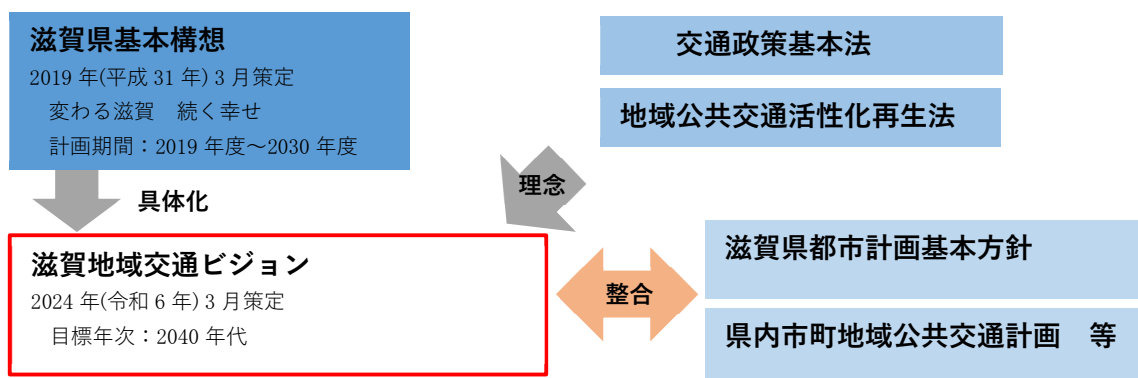 滋賀県基本構想
2019 年(平成 31 年) 3 月策定
変わる滋賀　続く幸せ
計画期間：2019 年度～2030 年度
交通政策基本法
地域公共交通活性化再生法
具体化
理念
滋賀地域交通ビジョン
2024 年(令和 6 年) 3 月策定
目標年次：2040 年代
整合
滋賀県都市計画基本方針
県内市町地域公共交通計画　等